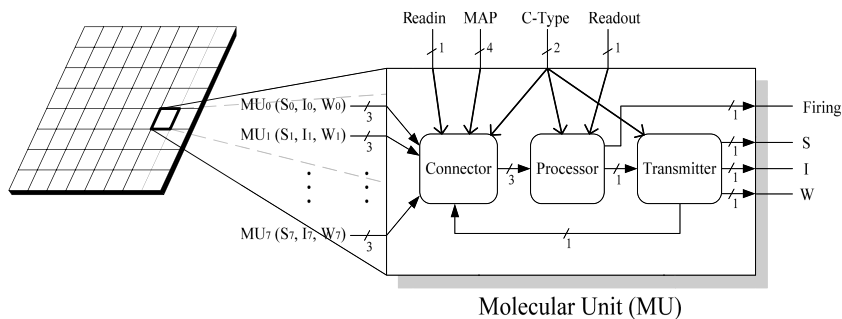 Readin MAP C-Type Readout
1 4 2 1
MU0 (S0, I0, W0)
3
MU1 (S1, I1, W1)
3
MU7 (S7, I7, W7)
3
Connector
3
Processor
1
Transmitter
1
1
Firing
1
S
1
I
1
W
1
Molecular Unit (MU)